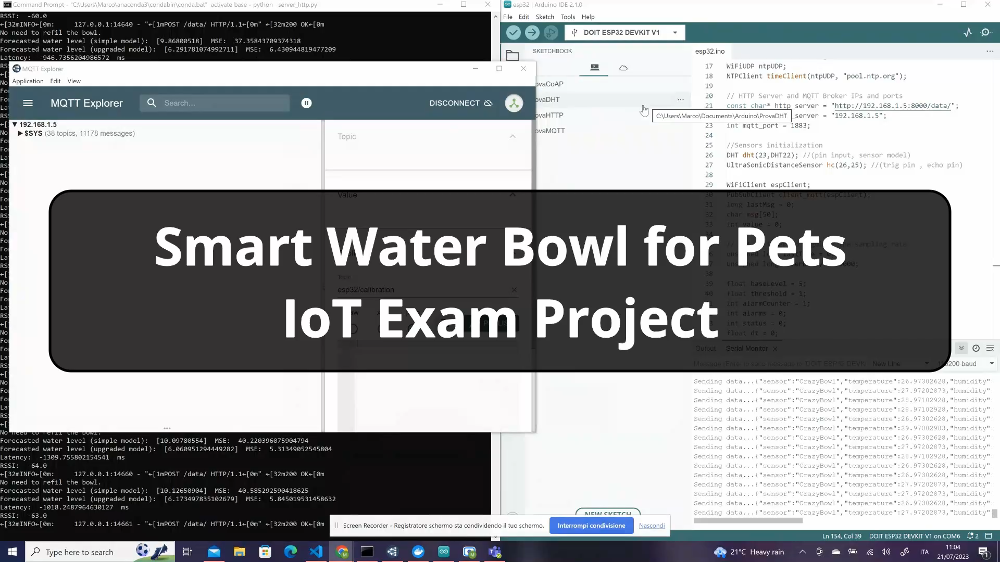 Command Prompt - "C:\Users\Marco\anaconda3\condabin\conda.bat" activate base - python server_http.py
RSSI: -60.0
←[32mINFO←[0m: 127.0.0.1:14640 - "←[1mPOST /data/ HTTP/1.1←[0m" ←[32m200 OK←[0m
No need to refil the bowl.
Forecasted water level (simple model): [9.86800518] MSE: 37.35843709374318
Forecasted water level (upgraded model): [6.291781074992711] MSE: 6.430944819477209
Latency: -946.7356204986572 ms
MQTT Explorer
Application Edit View
MQTT Explorer
Search...
DISCONNECT
192.168.1.5
$SYS (38 topics, 11178 messages)
Topic
Value
Topic
esp32/calibration
Smart Water Bowl for Pets
IoT Exam Project
No need to refil the bowl.
Forecasted water level (simple model): [10.09780554] MSE: 40.220396075904794
Forecasted water level (upgraded model): [6.060951294449282] MSE: 5.31349052545804
Latency: -1309.755802154541 ms
RSSI: -64.0
←[32mINFO←[0m: 127.0.0.1:14660 - "←[1mPOST /data/ HTTP/1.1←[0m" ←[32m200 OK←[0m
No need to refil the bowl.
Forecasted water level (simple model): [10.12650904] MSE: 40.585292590418625
Forecasted water level (upgraded model): [6.173497835102679] MSE: 5.845019531458632
Latency: -1018.2487964630127 ms
RSSI: -63.0
←[32mINFO←[0m: 127.0.0.1:14661 - "←[1mPOST /data/ HTTP/1.1←[0m" ←[32m200 OK←[0m
esp32 | Arduino IDE 2.1.0
File Edit Sketch Tools Help
DOIT ESP32 DEVKIT V1
SKETCHBOOK
ovaCoAP
ovaDHT
ovaHTTP
ovaMQTT
C:\Users\Marco\Documents\Arduino\ProvaDHT
NEW SKETCH
esp32.ino
17 WiFiUDP ntpUDP;
18 NTPClient timeClient(ntpUDP, "pool.ntp.org");
19
20 // HTTP Server and MQTT Broker IPs and ports
21 const char* http_server = "http://192.168.1.5:8000/data/";
_server = "192.168.1.5";
23 int mqtt_port = 1883;
24
25 //Sensors initialization
26 DHT dht(23,DHT22); //(pin input, sensor model)
27 UltraSonicDistanceSensor hc(26,25); //(trig pin , echo pin)
28
29 WiFiClient espClient;
30 PubSubClient client_mqtt(espClient);
31 long lastMsg = 0;
32 char msg[50];
33 int value = 0;
38
39 float baseLevel = 5;
40 float threshold = 1;
41 int alarmCounter = 1;
42 int alarms = 0;
43 int status = 0;
44 float dt = 0;
Output Serial Monitor
New Line
Sending data...{"sensor":"CrazyBowl","temperature":26.97302628,"humidity":
Sending data...{"sensor":"CrazyBowl","temperature":27.97202873,"humidity":
Sending data...{"sensor":"CrazyBowl","temperature":28.97102928,"humidity":
Sending data...{"sensor":"CrazyBowl","temperature":28.97102928,"humidity":
Sending data...{"sensor":"CrazyBowl","temperature":26.97302628,"humidity":
Sending data...{"sensor":"CrazyBowl","temperature":29.97002983,"humidity":
Sending data...{"sensor":"CrazyBowl","temperature":26.97302628,"humidity":
Sending data...{"sensor":"CrazyBowl","temperature":27.97202873,"humidity":
Sending data...{"sensor":"CrazyBowl","temperature":28.97102928,"humidity":
Sending data...{"sensor":"CrazyBowl","temperature":26.97302628,"humidity":
Sending data...{"sensor":"CrazyBowl","temperature":26.97302628,"humidity":
Sending data...{"sensor":"CrazyBowl","temperature":27.97202873,"humidity":
Sending data...{"sensor":"CrazyBowl","temperature":27.97202873,"humidity":
Sending data...{"sensor":"CrazyBowl","temperature":26.97302628,"humidity":
Sending data...{"sensor":"CrazyBowl","temperature":27.97202873,"humidity":
Ln 154, Col 39 DOIT ESP32 DEVKIT V1 on COM6 2
Screen Recorder - Registratore schermo sta condividendo il tuo schermo. Interrompi condivisione Nascondi
Type here to search
21°C Heavy rain
ITA
11:04
21/07/2023
1